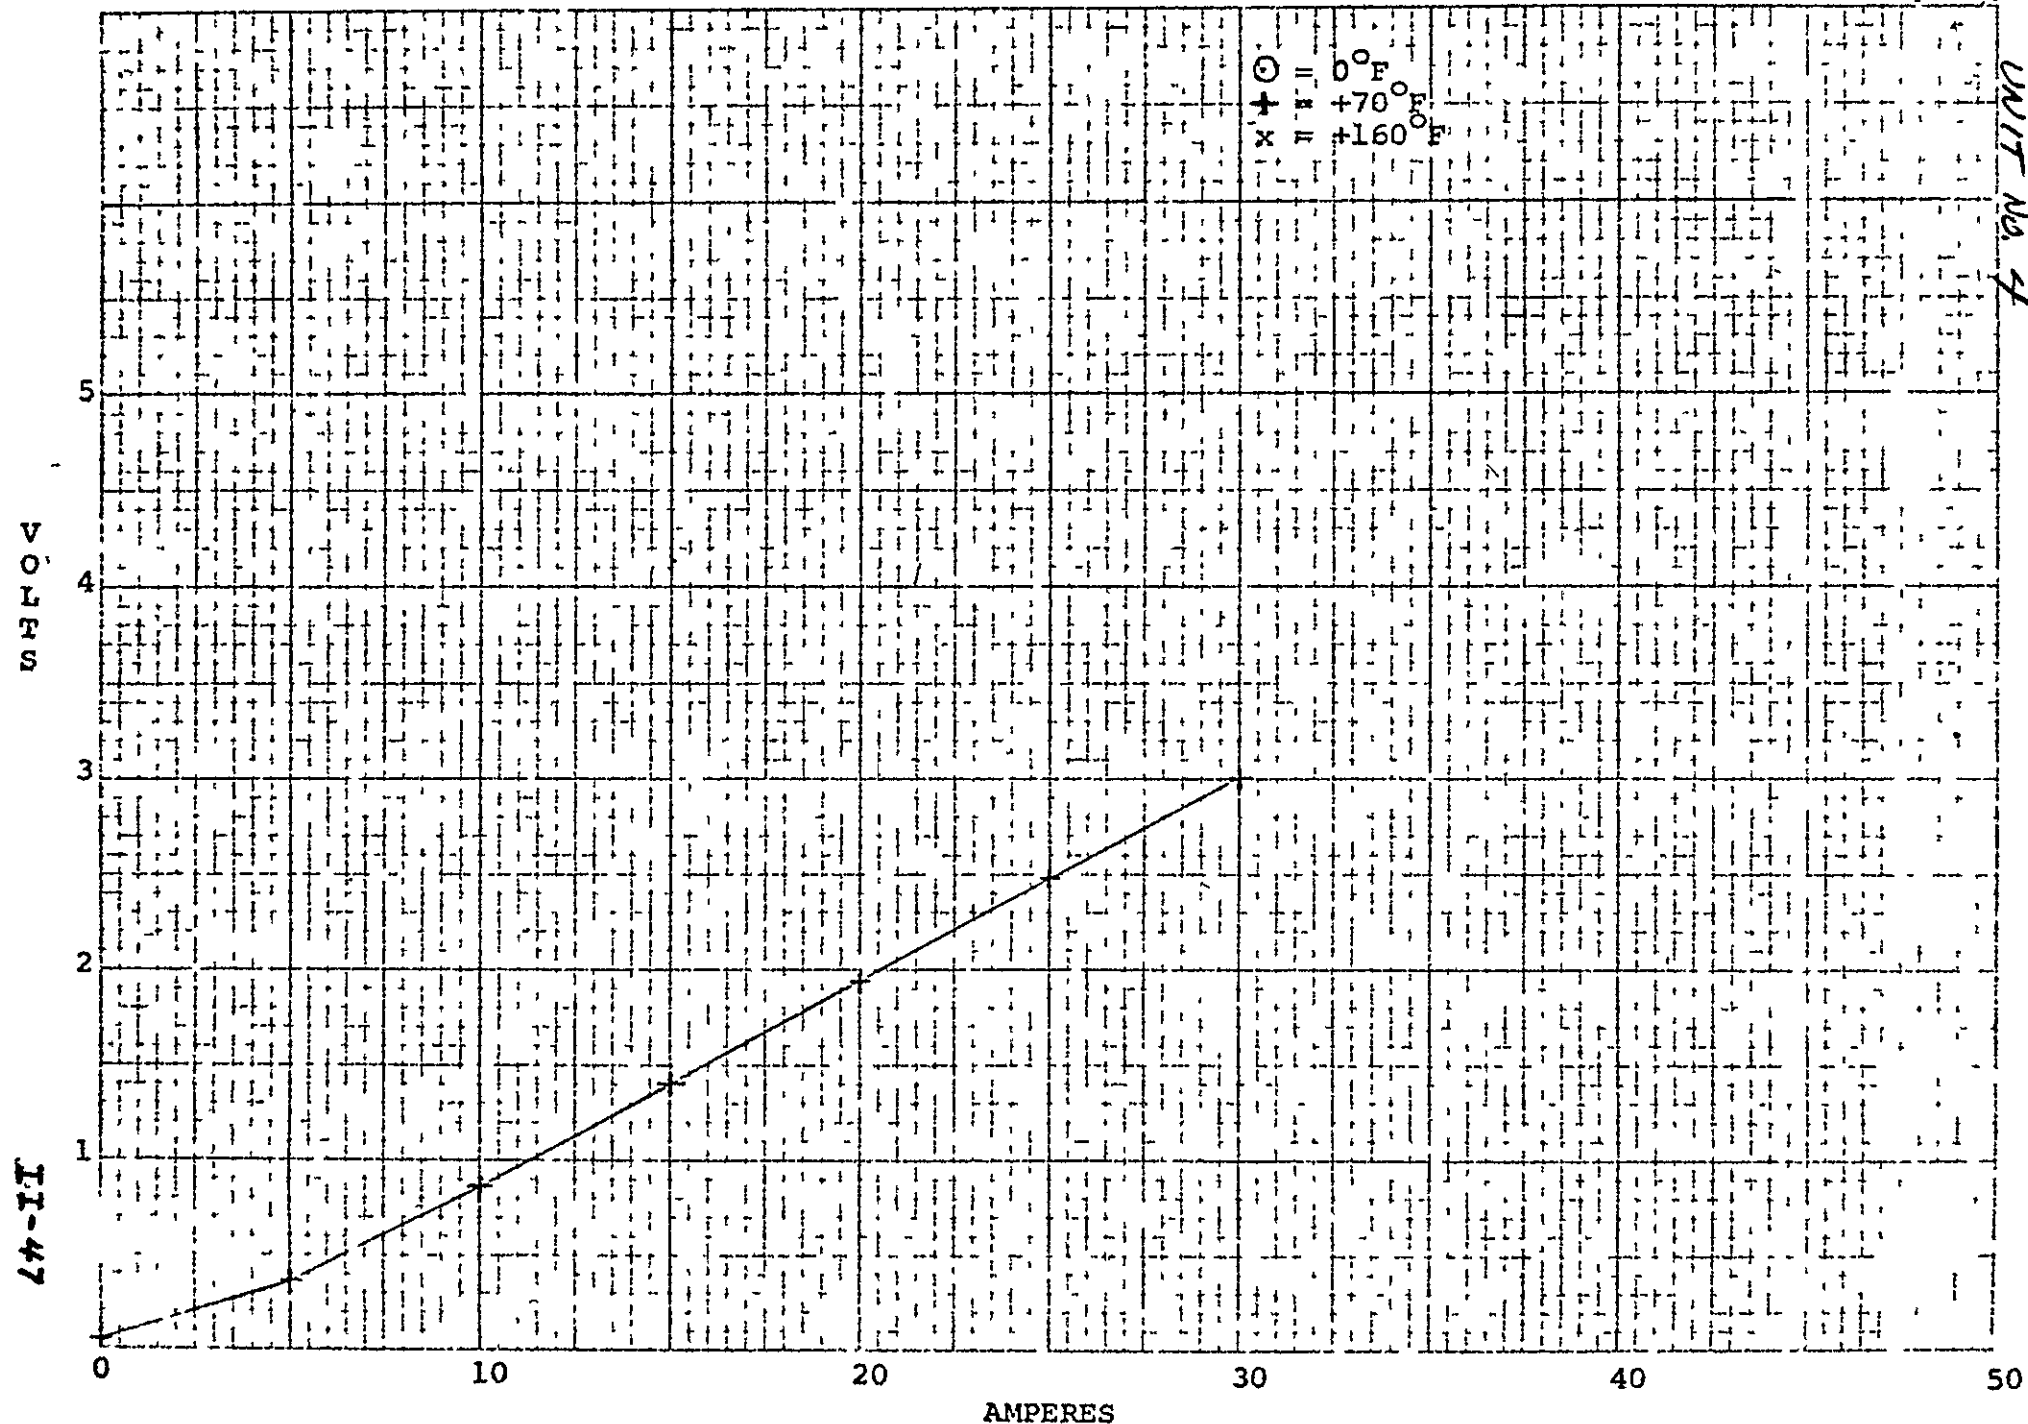 UNIT No. 4
⊙ = 0°F
+ = +70°F
x = +160°F
5
4
3
2
1
VOLTS
0 10 20 30 40 50
AMPERES
II-47